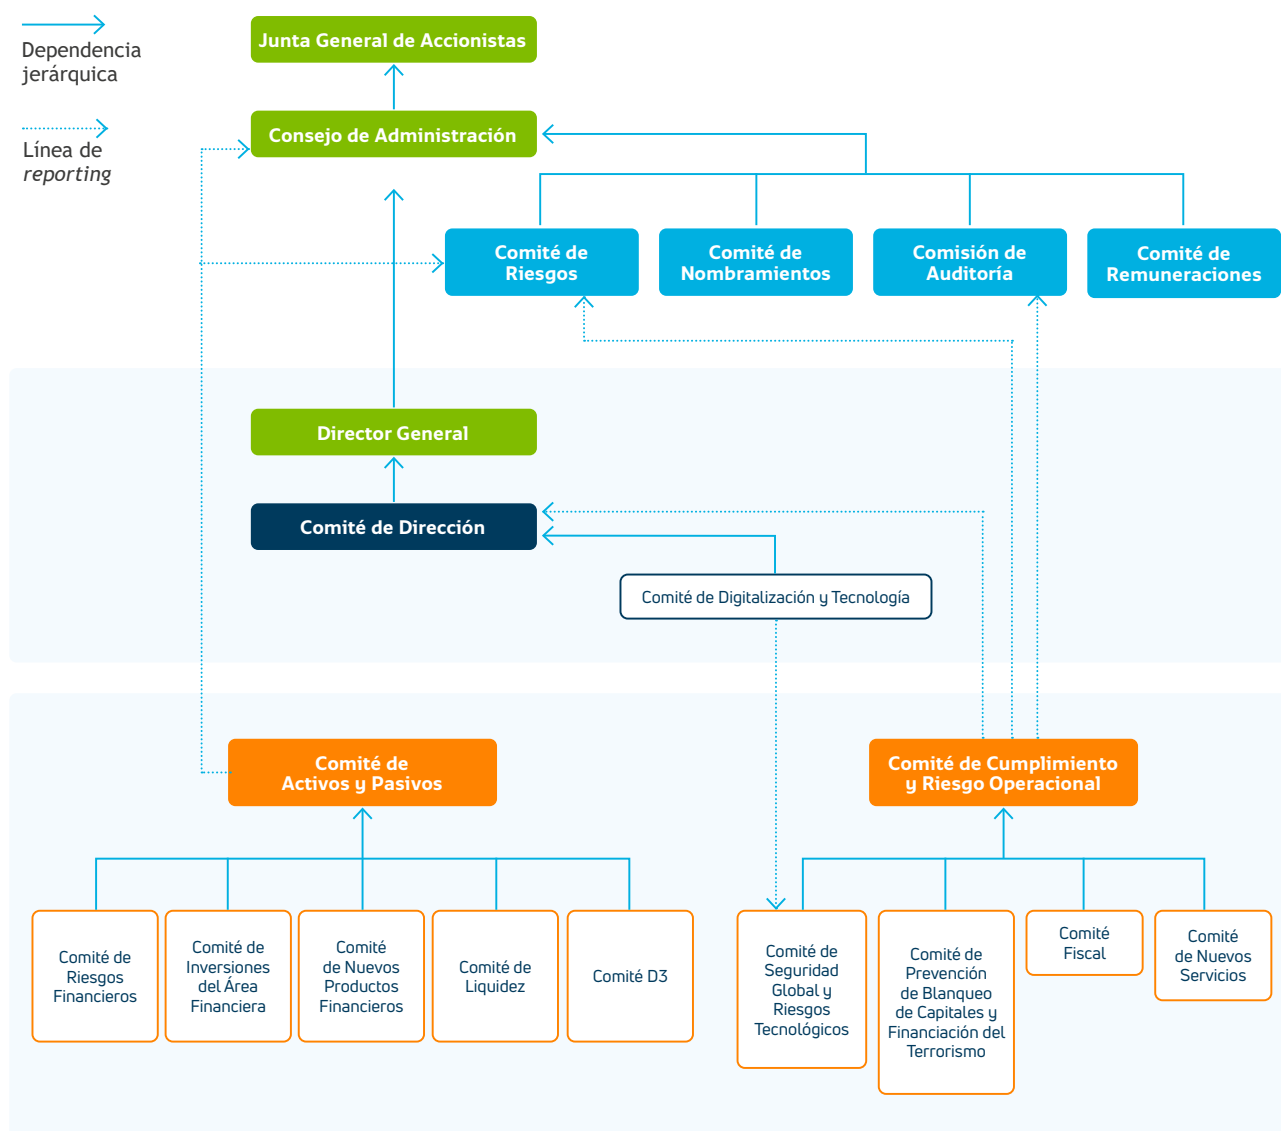 Dependencia
jerárquica
Línea de
reporting
Junta General de Accionistas
Consejo de Administración
Comité de
Riesgos
Comité de
Nombramientos
Comisión de
Auditoría
Comité de
Remuneraciones
Director General
Comité de Dirección
Comité de Digitalización y Tecnología
Comité de
Activos y Pasivos
Comité de Cumplimiento
y Riesgo Operacional
Comité de
Riesgos
Financieros
Comité de
Inversiones
del Área
Financiera
Comité
de Nuevos
Productos
Financieros
Comité de
Liquidez
Comité D3
Comité de
Seguridad
Global y
Riesgos
Tecnológicos
Comité de
Prevención
de Blanqueo
de Capitales y
Financiación del
Terrorismo
Comité
Fiscal
Comité
de Nuevos
Servicios